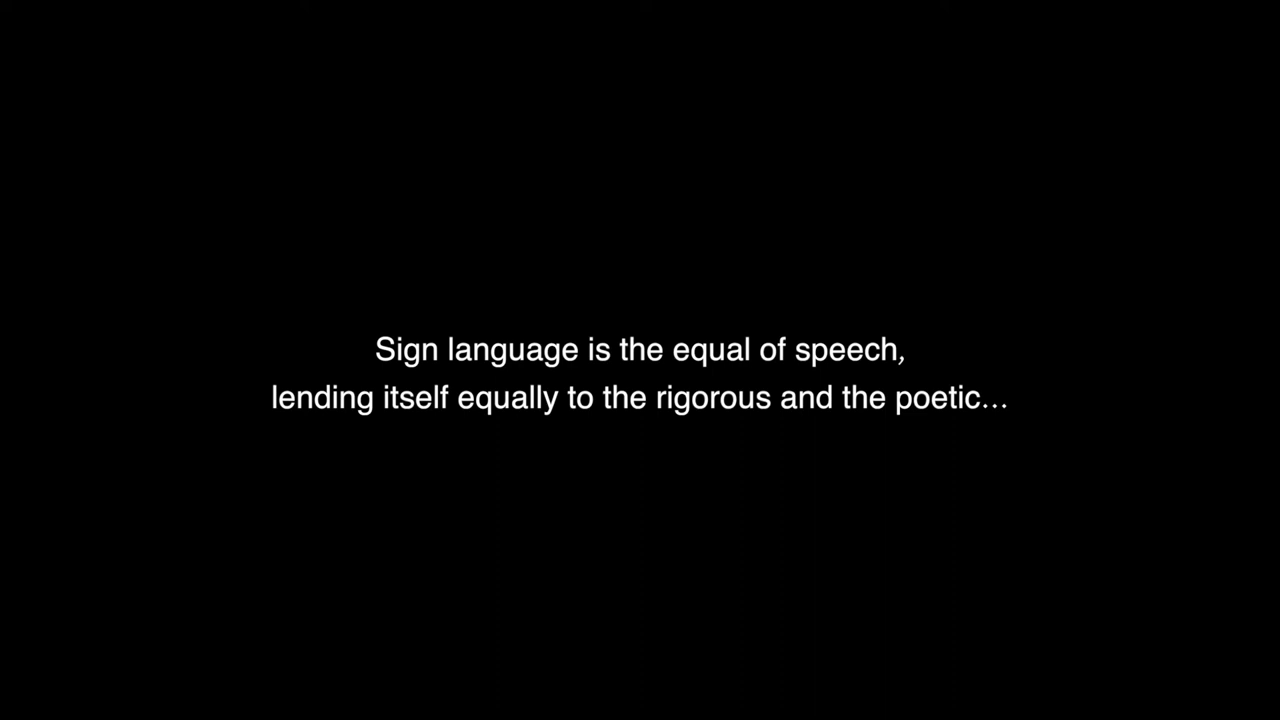 Sign language is the equal of speech,
lending itself equally to the rigorous and the poetic...